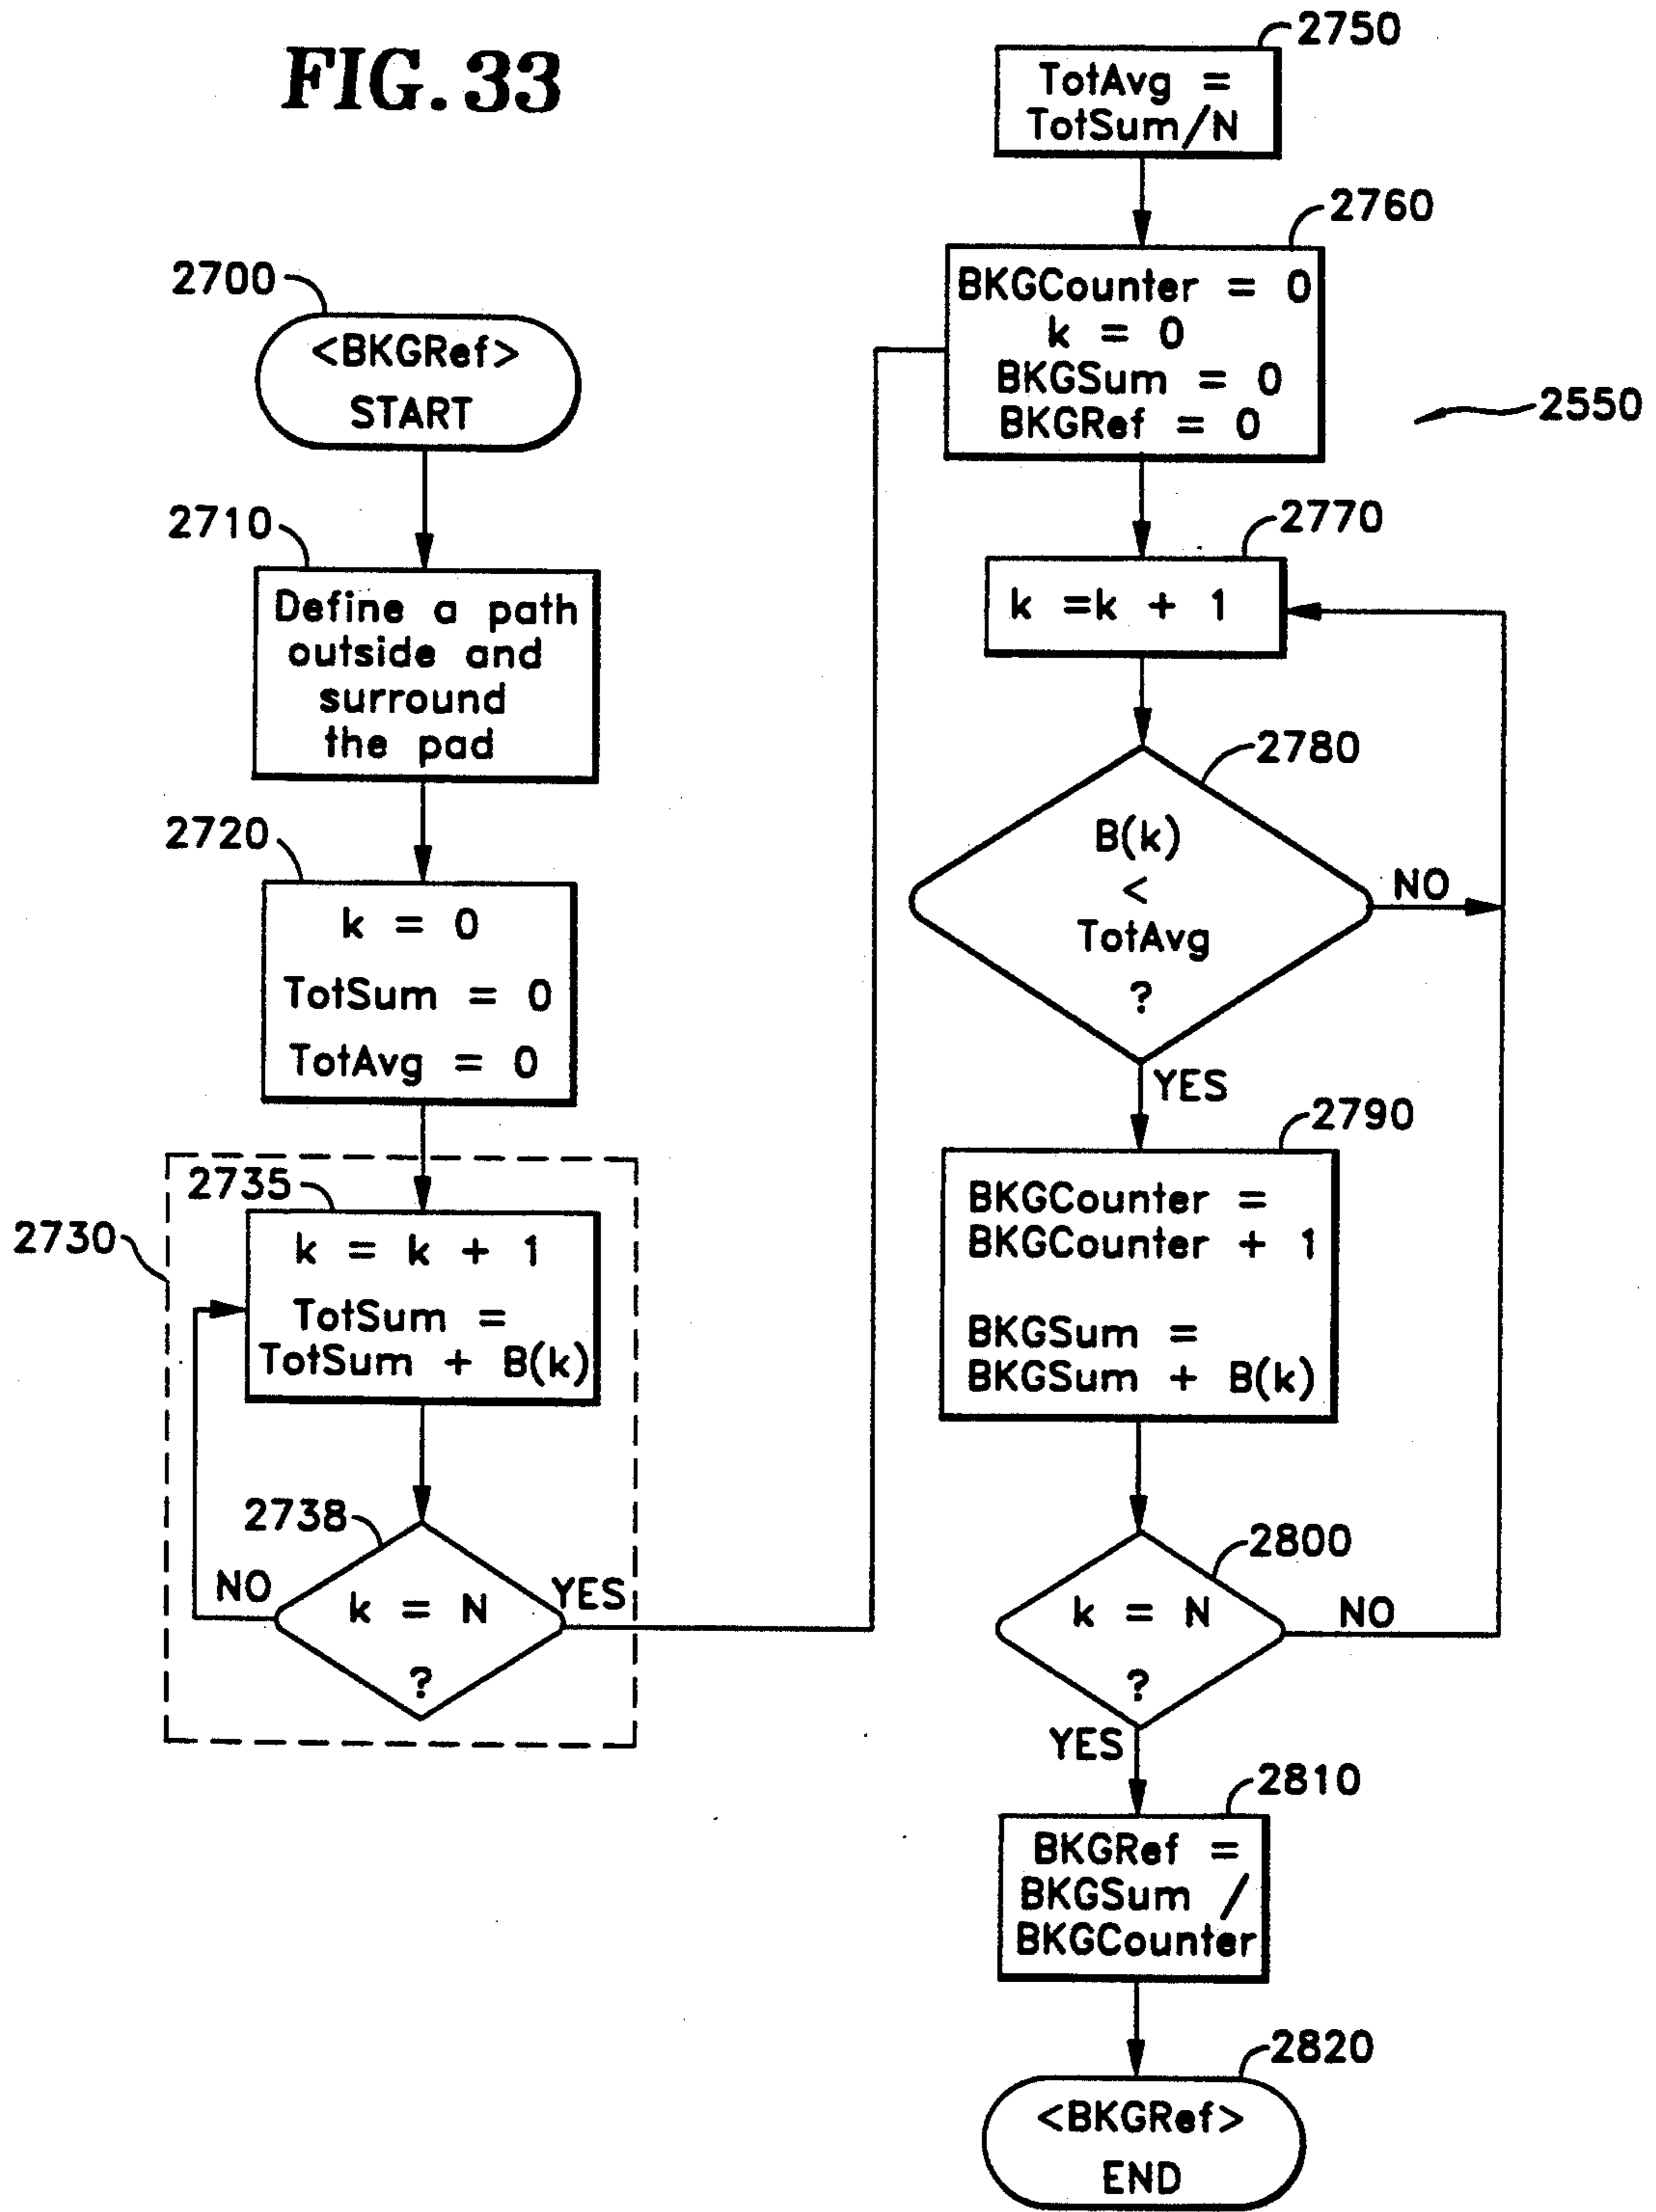 FIG. 33
2700
<BKGRef>
START
2710
Define a path
outside and
surround
the pad
2720
k = 0
TotSum = 0
TotAvg = 0
2730
2735
k = k + 1
TotSum =
TotSum + B(k)
2738
k = N
?
NO
YES
2750
TotAvg =
TotSum/N
2760
BKGCounter = 0
k = 0
BKGSum = 0
BKGRef = 0
2550
2770
k =k + 1
2780
B(k)
<
TotAvg
?
NO
YES
2790
BKGCounter =
BKGCounter + 1
BKGSum =
BKGSum + B(k)
2800
k = N
?
NO
YES
2810
BKGRef =
BKGSum /
BKGCounter
2820
<BKGRef>
END